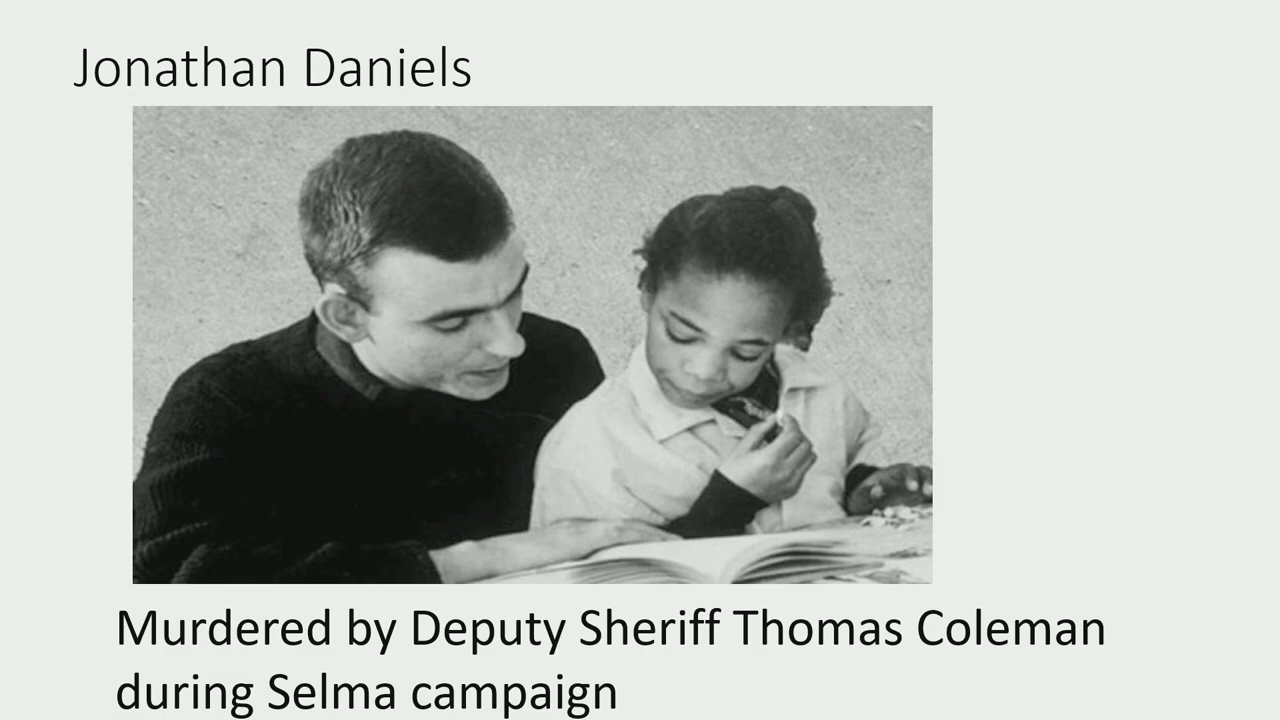 Jonathan Daniels
Murdered by Deputy Sheriff Thomas Coleman
during Selma campaign